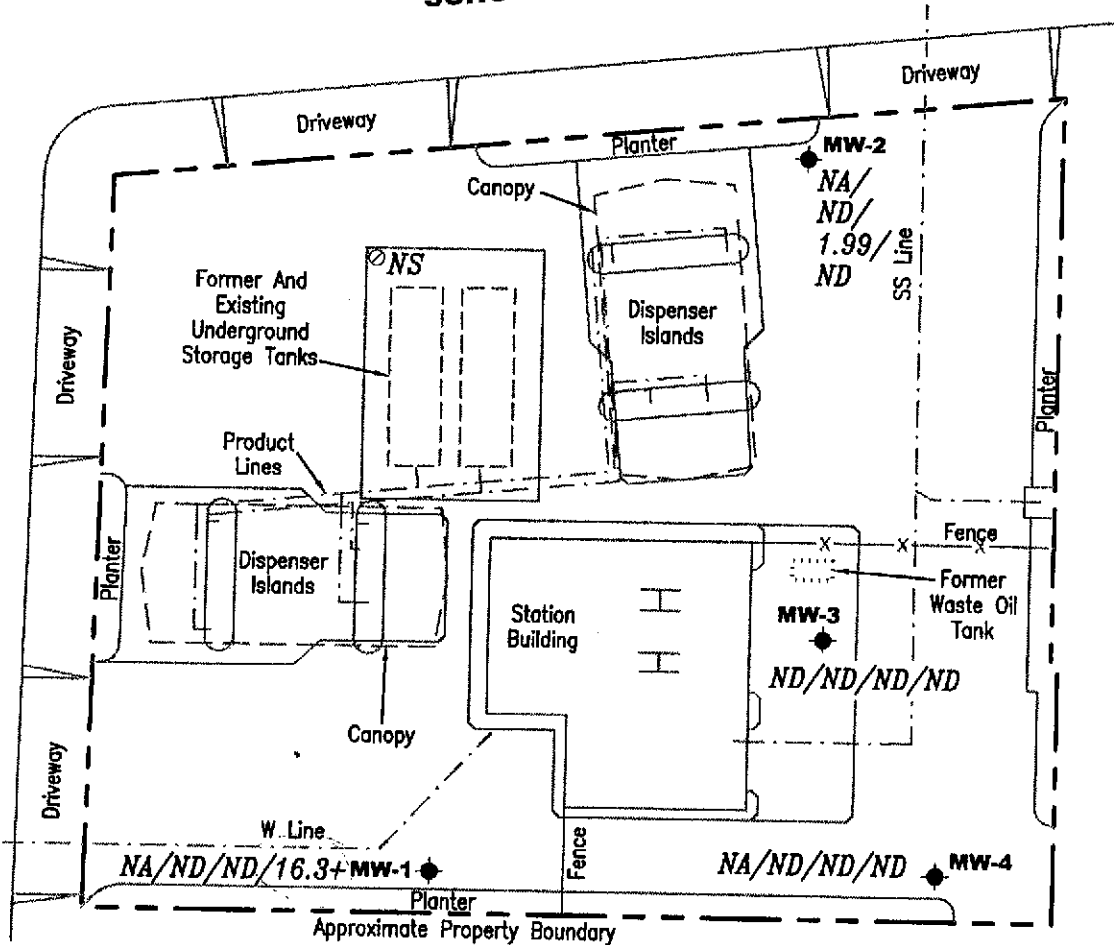 Driveway
Driveway
Planter
MW-2
NA/
ND/
1.99/
ND
SS Line
Canopy
NS
Former And
Existing
Underground
Storage Tanks
Dispenser
Islands
Driveway
Planter
Product
Lines
Planter
Dispenser
Islands
Fence
Former
Waste Oil
Tank
Station
Building
MW-3
ND/ND/ND/ND
Canopy
Driveway
W Line
NA/ND/ND/16.3+ MW-1
Fence
NA/ND/ND/ND MW-4
Planter
Approximate Property Boundary